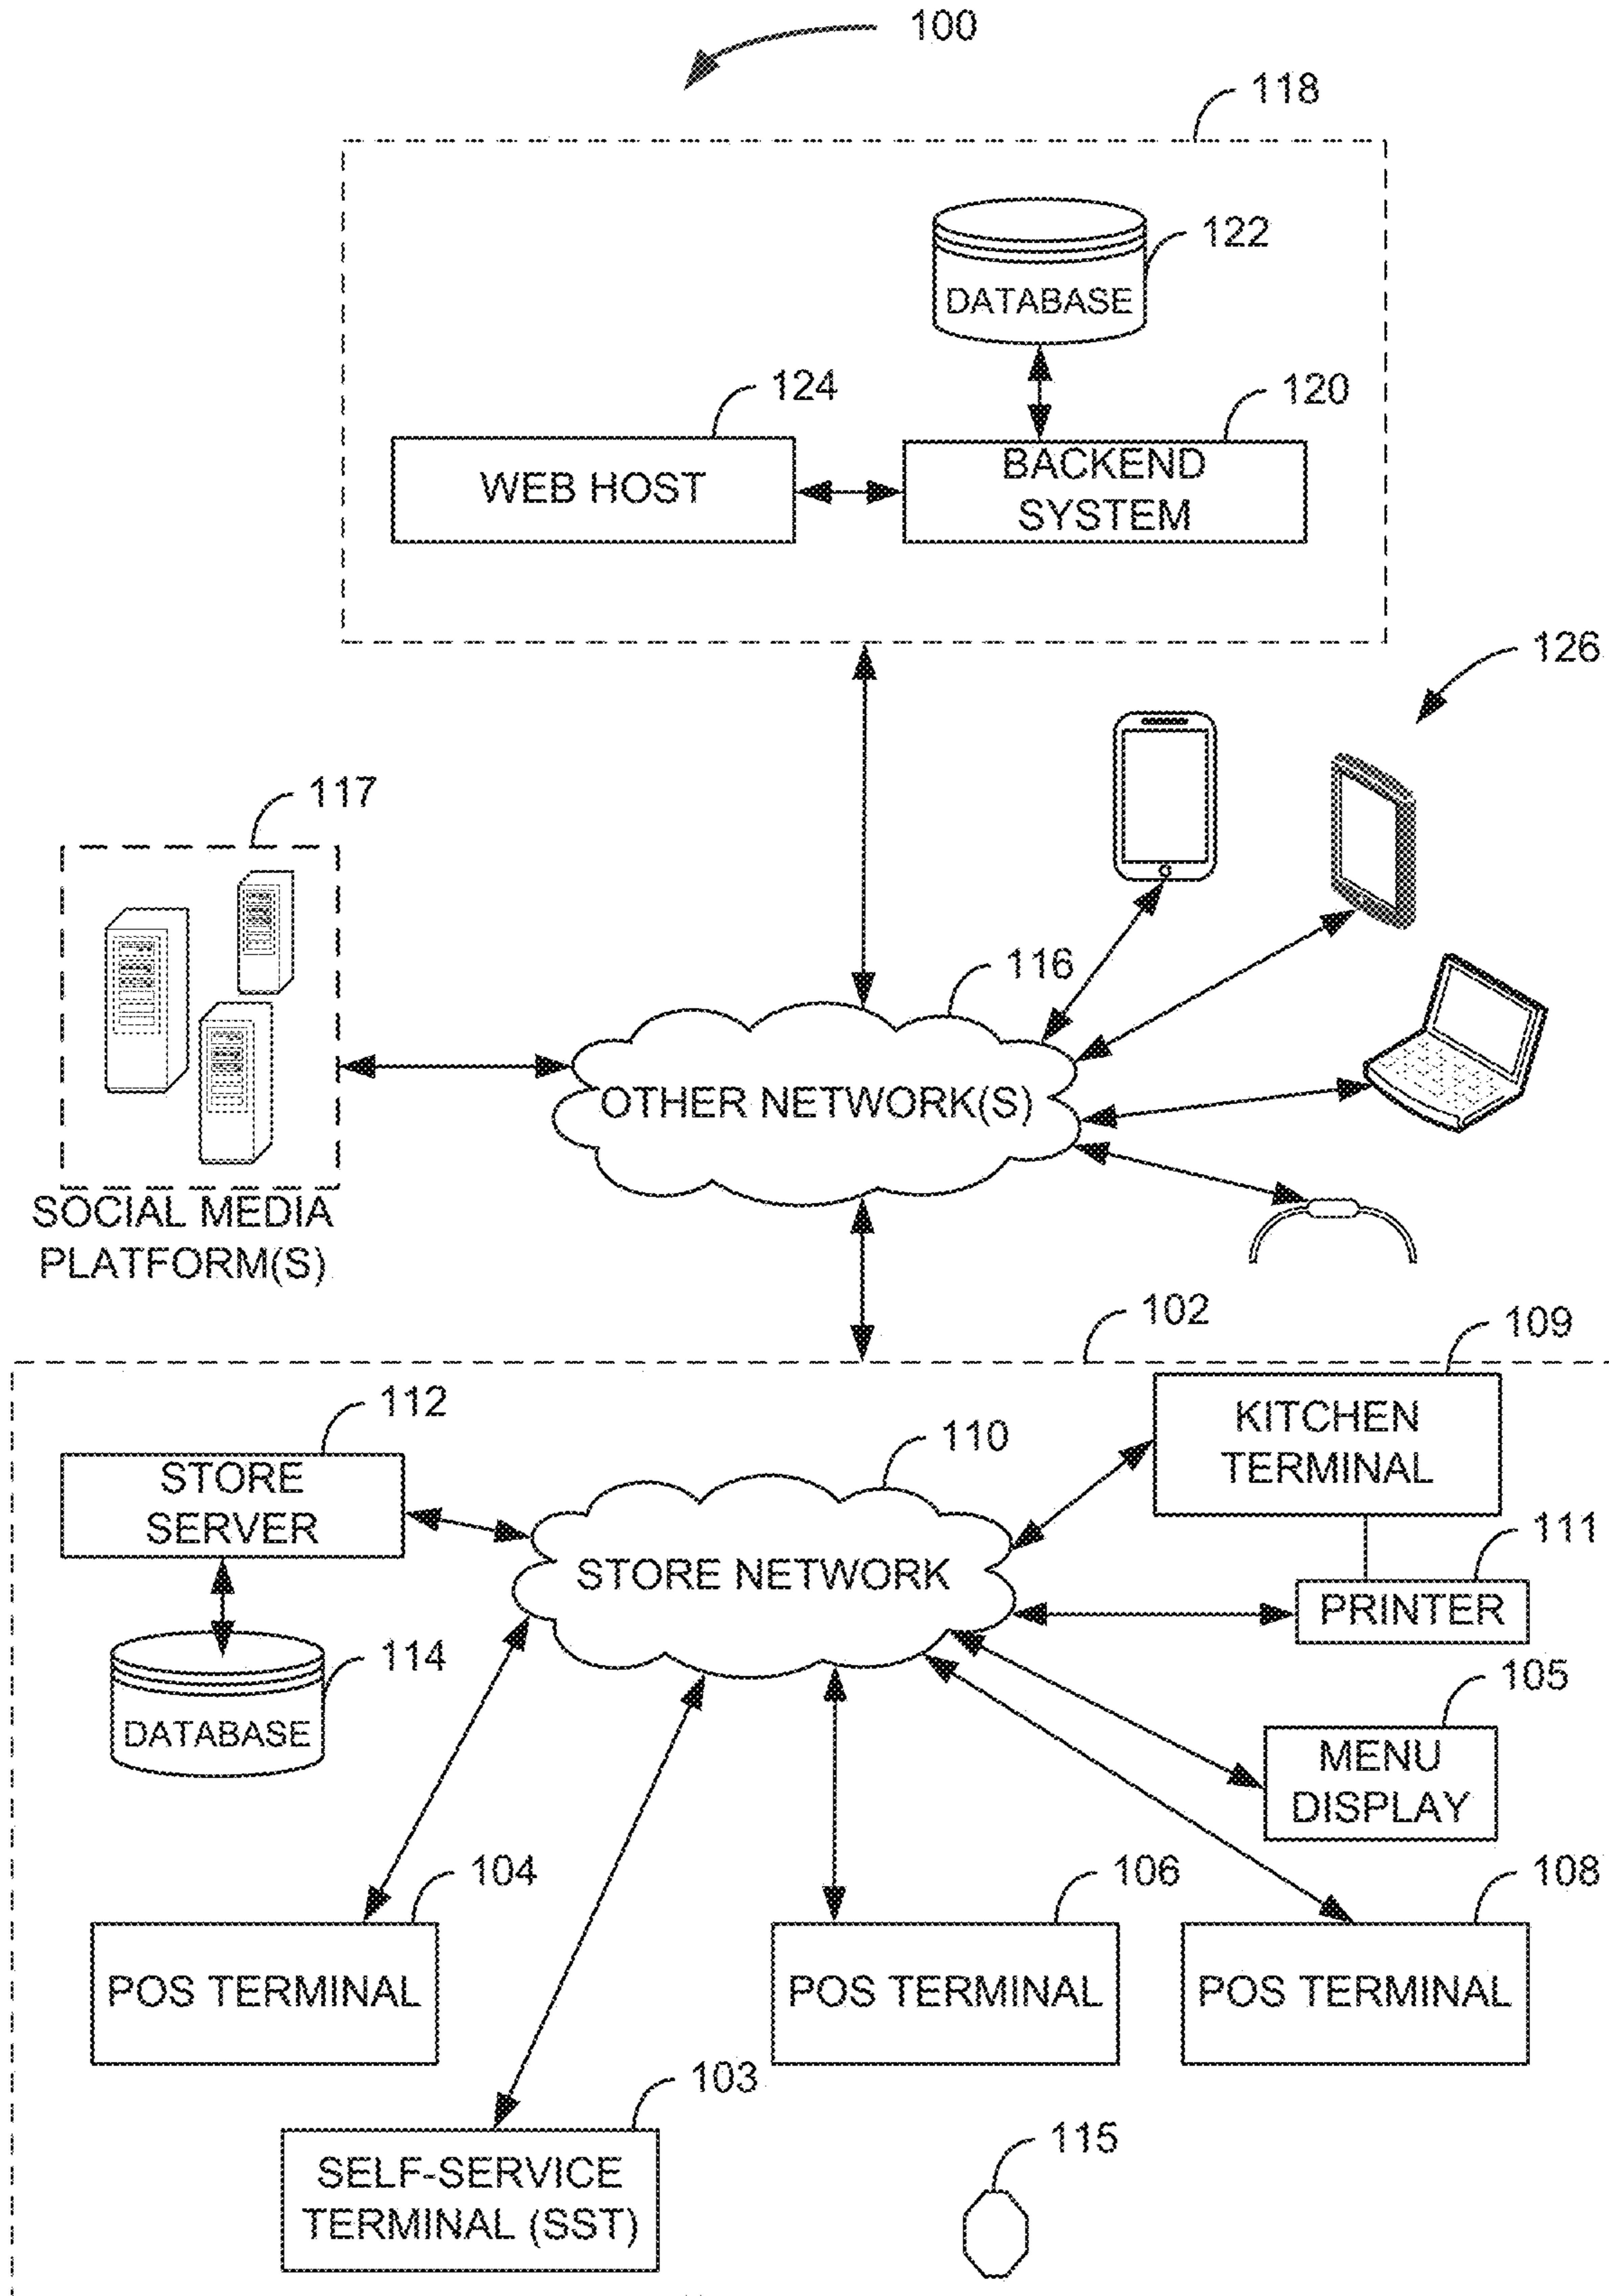 100
118
122
DATABASE
124
120
WEB HOST
BACKEND
SYSTEM
126
117
116
OTHER NETWORK(S)
SOCIAL MEDIA
PLATFORM(S)
102
109
112
110
KITCHEN
TERMINAL
STORE
SERVER
111
STORE NETWORK
PRINTER
114
105
DATABASE
MENU
DISPLAY
104
106
108
POS TERMINAL
POS TERMINAL
POS TERMINAL
103
115
SELF-SERVICE
TERMINAL (SST)